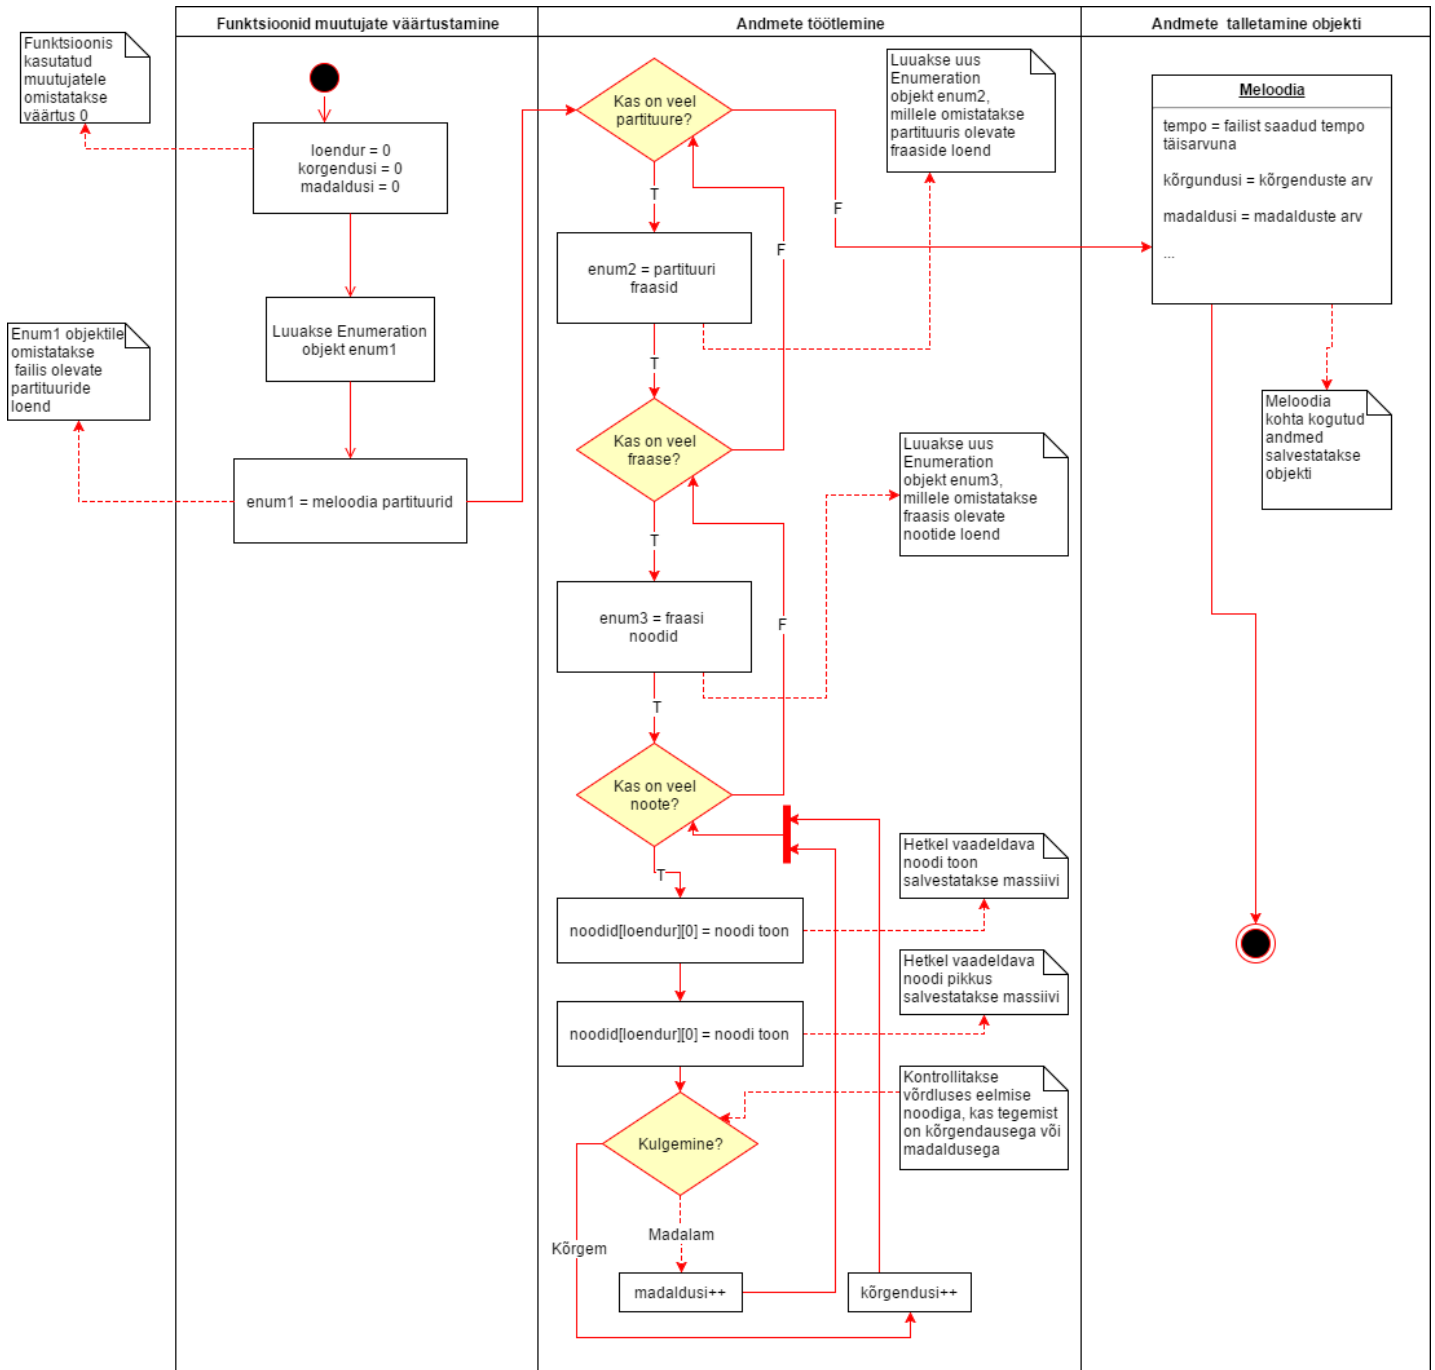 Funktsioonid muutujate väärtustamine
Andmete töötlemine
Andmete talletamine objekti
Funktsioonis
kasutatud
muutujatele
omistatakse
väärtus 0
loendur = 0
korgendusi = 0
madaldusi = 0
Luuakse Enumeration
objekt enum1
Enum1 objektile
omistatakse
failis olevate
partituuride
loend
enum1 = meloodia partituurid
Kas on veel
partituure?
T
F
Luuakse uus
Enumeration
objekt enum2,
millele omistatakse
partituuris olevate
fraaside loend
enum2 = partituuri
fraasid
F
T
Kas on veel
fraase?
T
Luuakse uus
Enumeration
objekt enum3,
millele omistatakse
fraasis olevate
nootide loend
enum3 = fraasi
noodid
F
T
Kas on veel
noote?
T
Hetkel vaadeldava
noodi toon
salvestatakse massiivi
noodid[loendur][0] = noodi toon
Hetkel vaadeldava
noodi pikkus
salvestatakse massiivi
noodid[loendur][0] = noodi toon
Kontrollitakse
võrdluses eelmise
noodiga, kas tegemist
on kõrgendausega või
madaldusega
Kulgemine?
Madalam
Kõrgem
madaldusi++
kõrgendusi++
Meloodia
tempo = failist saadud tempo
täisarvuna
kõrgundusi = kõrgenduste arv
madaldusi = madalduste arv
...
Meloodia
kohta kogutud
andmed
salvestatakse
objekti